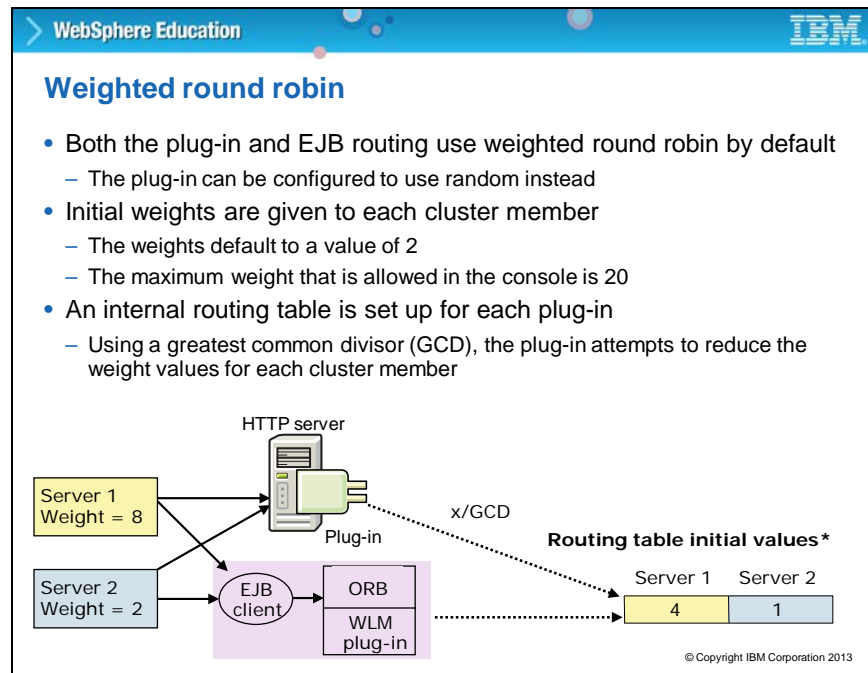 WebSphere Education
IBM
Weighted round robin
• Both the plug-in and EJB routing use weighted round robin by default
– The plug-in can be configured to use random instead
• Initial weights are given to each cluster member
– The weights default to a value of 2
– The maximum weight that is allowed in the console is 20
• An internal routing table is set up for each plug-in
– Using a greatest common divisor (GCD), the plug-in attempts to reduce the
weight values for each cluster member
HTTP server
Server 1
Weight = 8
Plug-in
x/GCD
Routing table initial values*
Server 1 Server 2
4 1
Server 2
Weight = 2
EJB
client
ORB
WLM
plug-in
© Copyright IBM Corporation 2013